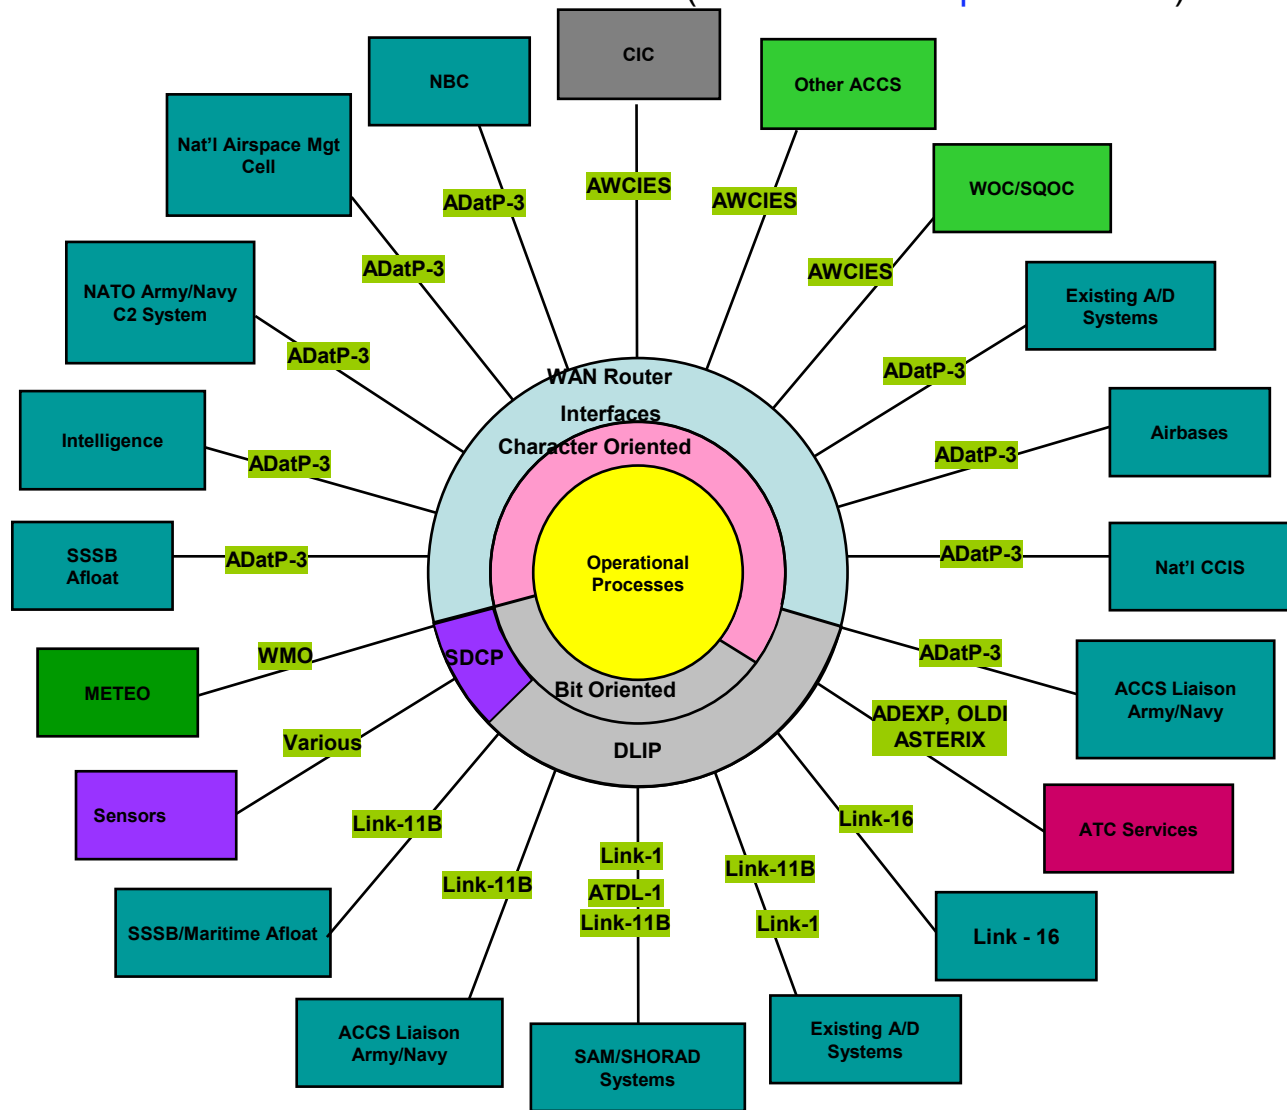 CIC
NBC
Other ACCS
Nat'l Airspace Mgt
Cell
WOC/SQOC
AWCIES
ADatP-3
AWCIES
NATO Army/Navy
C2 System
ADatP-3
AWCIES
Existing A/D
Systems
ADatP-3
ADatP-3
WAN Router
Interfaces
Character Oriented
Intelligence
ADatP-3
ADatP-3
Airbases
SSSB
Afloat
ADatP-3
Operational
Processes
ADatP-3
Nat'l CCIS
METEO
WMO
SDCP
Bit Oriented
DLIP
ADatP-3
ACCS Liaison
Army/Navy
Sensors
Various
ADEXP, OLDI
ASTERIX
ATC Services
Link-11B
Link-16
Link-11B
Link-1
ATDL-1
Link-11B
Link-11B
Link-1
SSSB/Maritime Afloat
Link - 16
ACCS Liaison
Army/Navy
SAM/SHORAD
Systems
Existing A/D
Systems